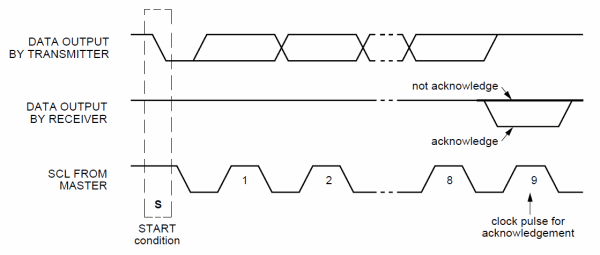 DATA OUTPUT
BY TRANSMITTER
not acknowledge
DATA OUTPUT
BY RECEIVER
acknowledge
SCL FROM
MASTER
1
2
8
9
S
START
condition
clock pulse for
acknowledgement